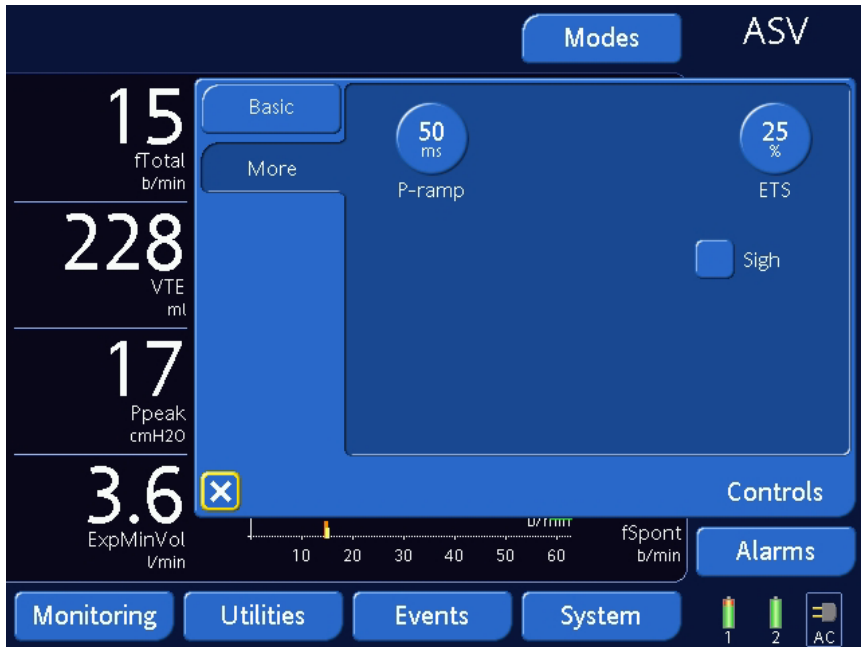 Modes
ASV
15
fTotal
b/min
228
VTE
ml
17
Ppeak
cmH2O
3.6
ExpMinVol
l/min
Basic
More
50
ms
P-ramp
25
%
ETS
Sigh
Controls
b/min
10 20 30 40 50 60
fSpont
b/min
Alarms
Monitoring
Utilities
Events
System
1
2
AC